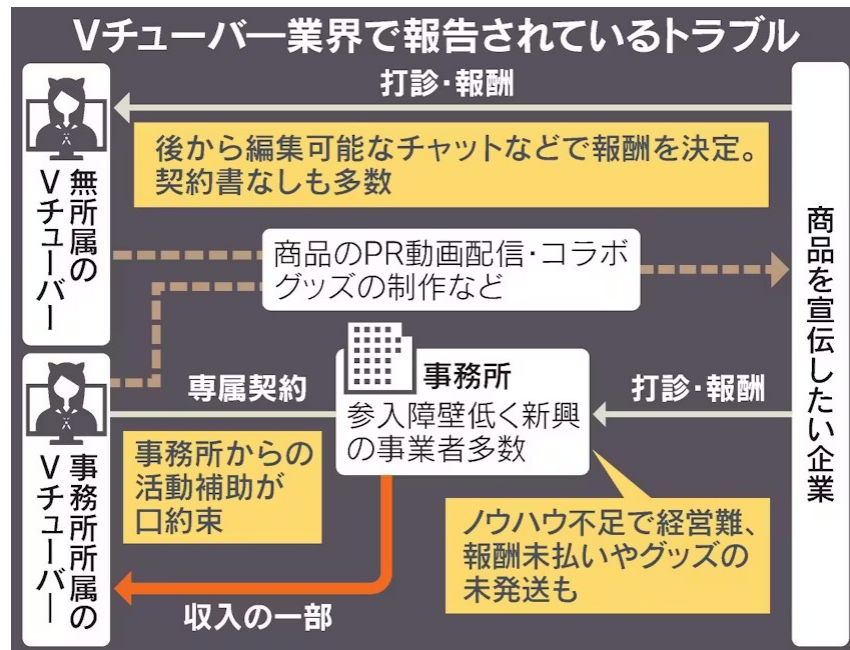 Vチューバー業界で報告されているトラブル
打診・報酬
後から編集可能なチャットなどで報酬を決定。
契約書なしも多数
無所属の
Vチューバー
商品のPR動画配信・コラボ
グッズの制作など
商品を宣伝したい企業
事務所
参入障壁低く新興
の事業者多数
専属契約
打診・報酬
事務所からの
活動補助が
口約束
事務所所属の
Vチューバー
ノウハウ不足で経営難、
報酬未払いやグッズの
未発送も
収入の一部